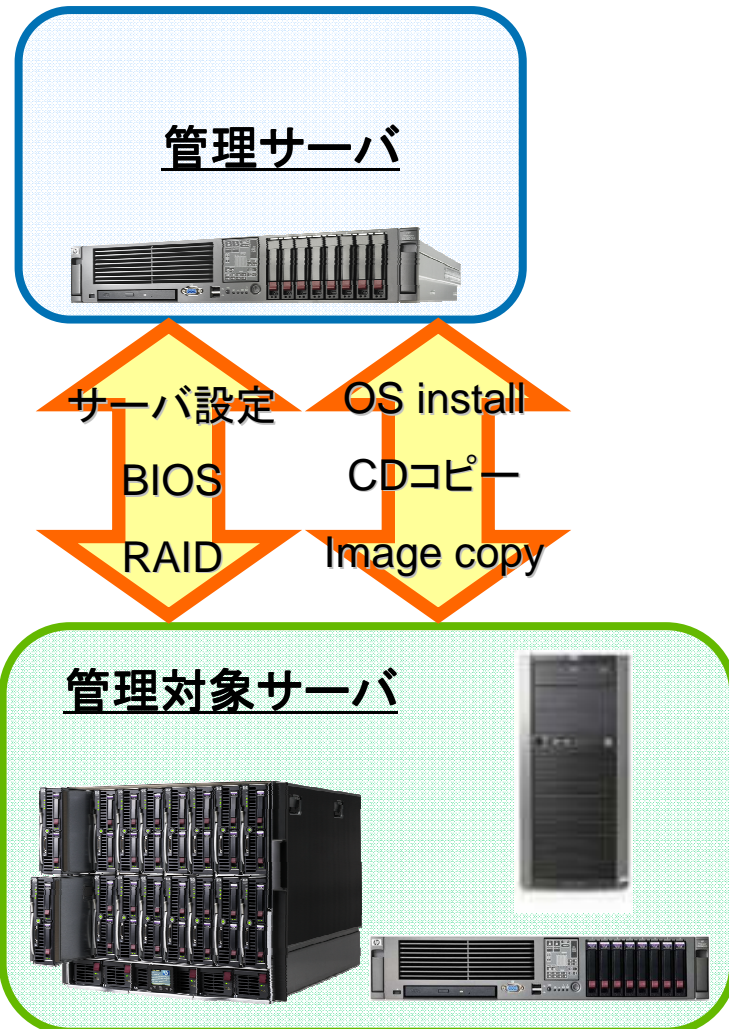 管理サーバ
サーバ設定
BIOS
RAID
OS install
CDコピー
Image copy
管理対象サーバ